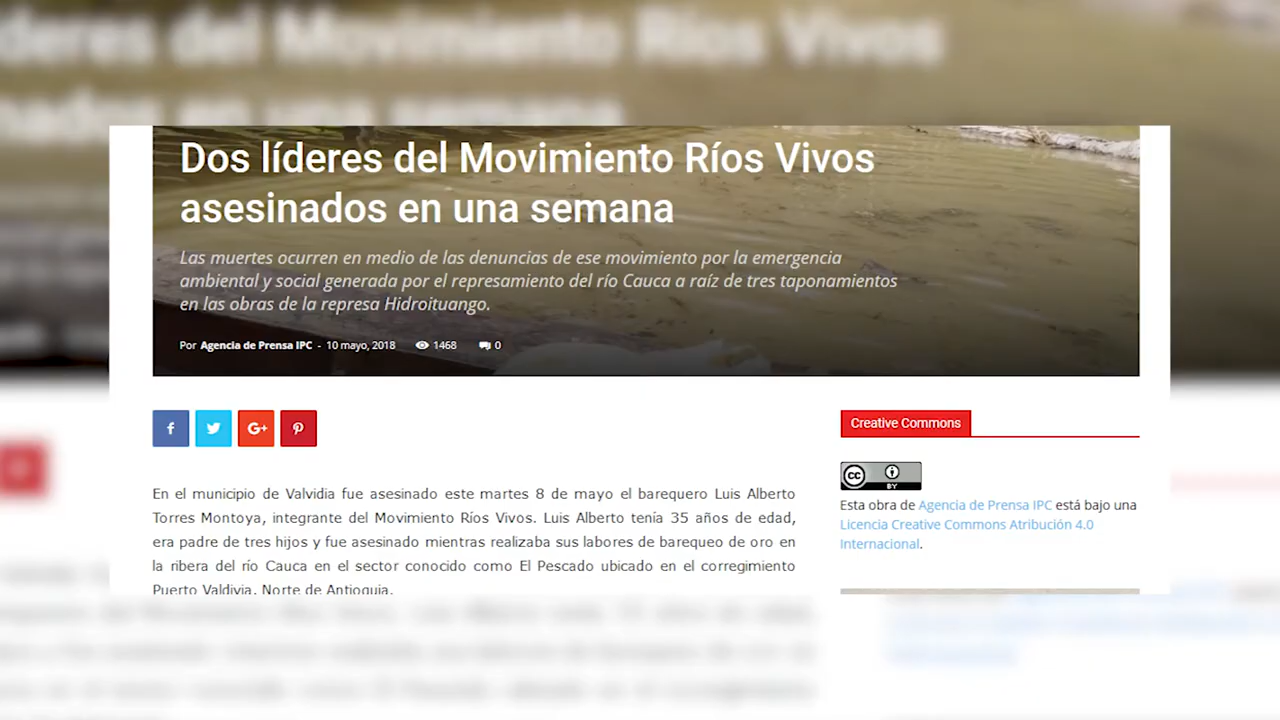 Dos líderes del Movimiento Ríos Vivos
asesinados en una semana
Las muertes ocurren en medio de las denuncias de ese movimiento por la emergencia
ambiental y social generada por el represamiento del río Cauca a raíz de tres taponamientos
en las obras de la represa Hidroituango.
Por Agencia de Prensa IPC - 10 mayo, 2018 1468 0
En el municipio de Valvidia fue asesinado este martes 8 de mayo el barequero Luis Alberto
Torres Montoya, integrante del Movimiento Ríos Vivos. Luis Alberto tenía 35 años de edad,
era padre de tres hijos y fue asesinado mientras realizaba sus labores de barequeo de oro en
la ribera del río Cauca en el sector conocido como El Pescado ubicado en el corregimiento
Puerto Valdivia, Norte de Antioquia.
Creative Commons
cc BY
Esta obra de Agencia de Prensa IPC está bajo una
Licencia Creative Commons Atribución 4.0
Internacional.